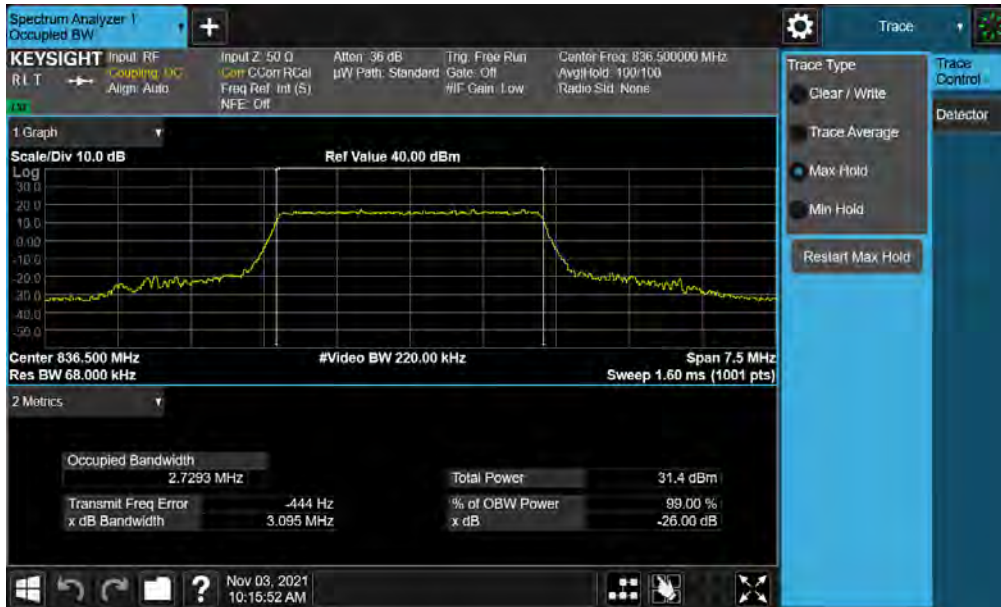 Spectrum Analyzer 1
Occupied BW
+
Trace
KEYSIGHT
Input: RF
Coupling: DC
Align: Auto
RLT
Input Z: 50 Ω
Corr CCorr RCal
Freq Ref: Int (S)
NFE: Off
Atten: 36 dB
µW Path: Standard
Trig: Free Run
Gate: Off
#IF Gain: Low
Center Freq: 836.500000 MHz
Avg|Hold: 100/100
Radio Std: None
Trace Type
Clear / Write
Trace Average
Max Hold
Min Hold
Restart Max Hold
Trace
Control
Detector
1 Graph
Scale/Div 10.0 dB
Ref Value 40.00 dBm
Log
30.0
20.0
10.0
0.00
-10.0
-20.0
-30.0
-40.0
-50.0
Center 836.500 MHz
#Video BW 220.00 kHz
Span 7.5 MHz
Res BW 68.000 kHz
Sweep 1.60 ms (1001 pts)
2 Metrics
Occupied Bandwidth
2.7293 MHz
Total Power
31.4 dBm
Transmit Freq Error
-444 Hz
% of OBW Power
99.00 %
x dB Bandwidth
3.095 MHz
x dB
-26.00 dB
?
Nov 03, 2021
10:15:52 AM